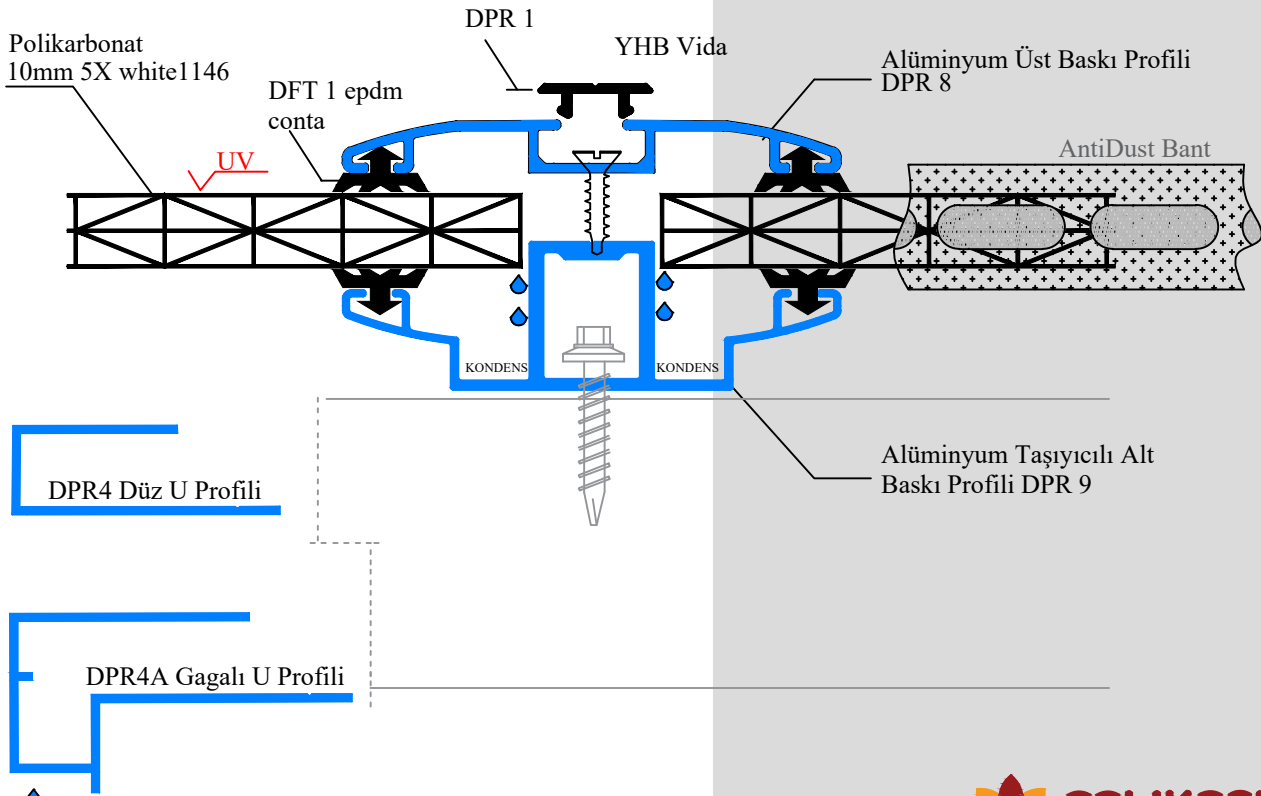 DPR 1
YHB Vida
Polikarbonat
10mm 5X white1146
Alüminyum Üst Baskı Profili
DPR 8
DFT 1 epdm
conta
AntiDust Bant
UV
KONDENS
KONDENS
Alüminyum Taşıyıcılı Alt
Baskı Profili DPR 9
DPR4 Düz U Profili
DPR4A Gagalı U Profili